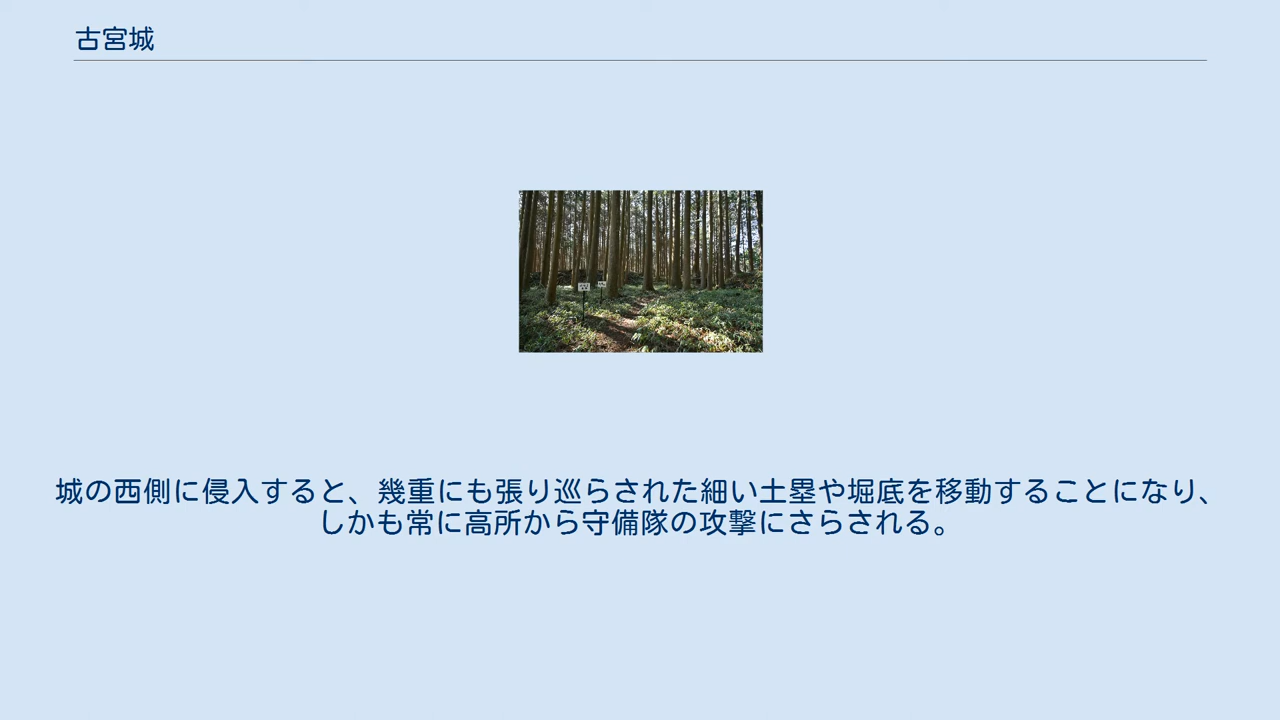 古宮城
城の西側に侵入すると、幾重にも張り巡らされた細い土塁や堀底を移動することになり、
しかも常に高所から守備隊の攻撃にさらされる。